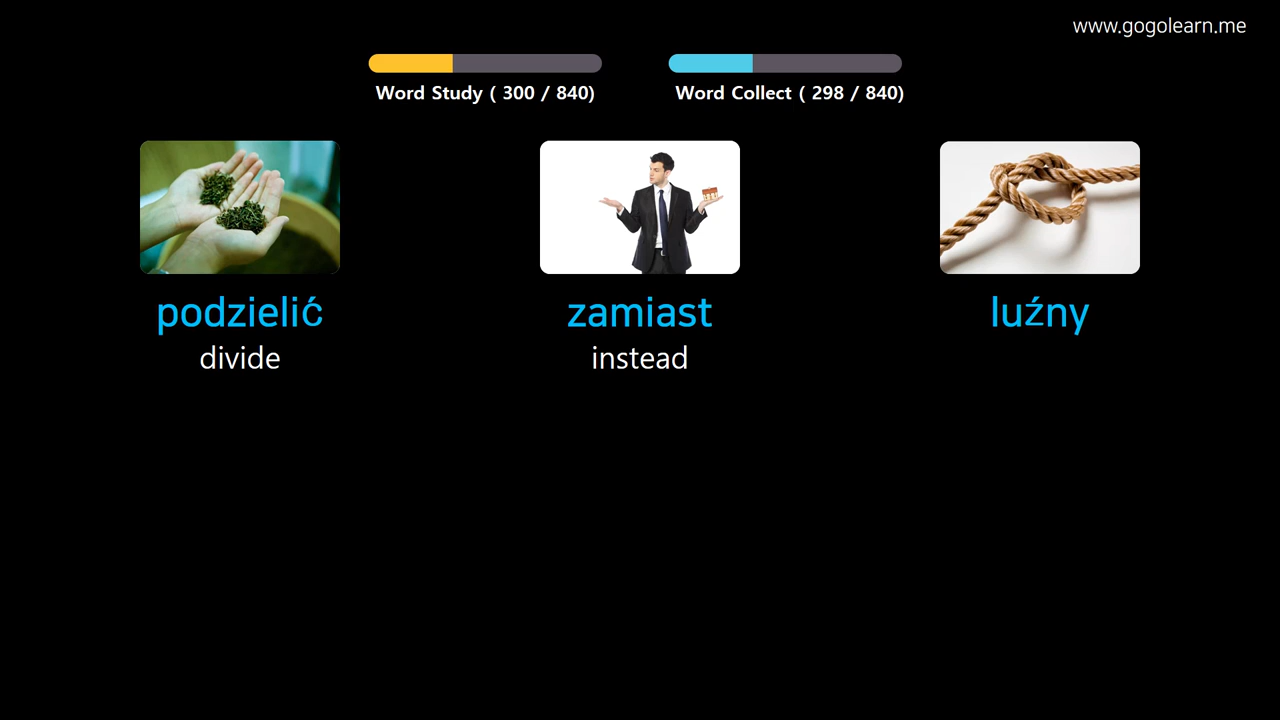 www.gogolearn.me
Word Study ( 300 / 840)
Word Collect ( 298 / 840)
podzielić
zamiast
luźny
divide
instead